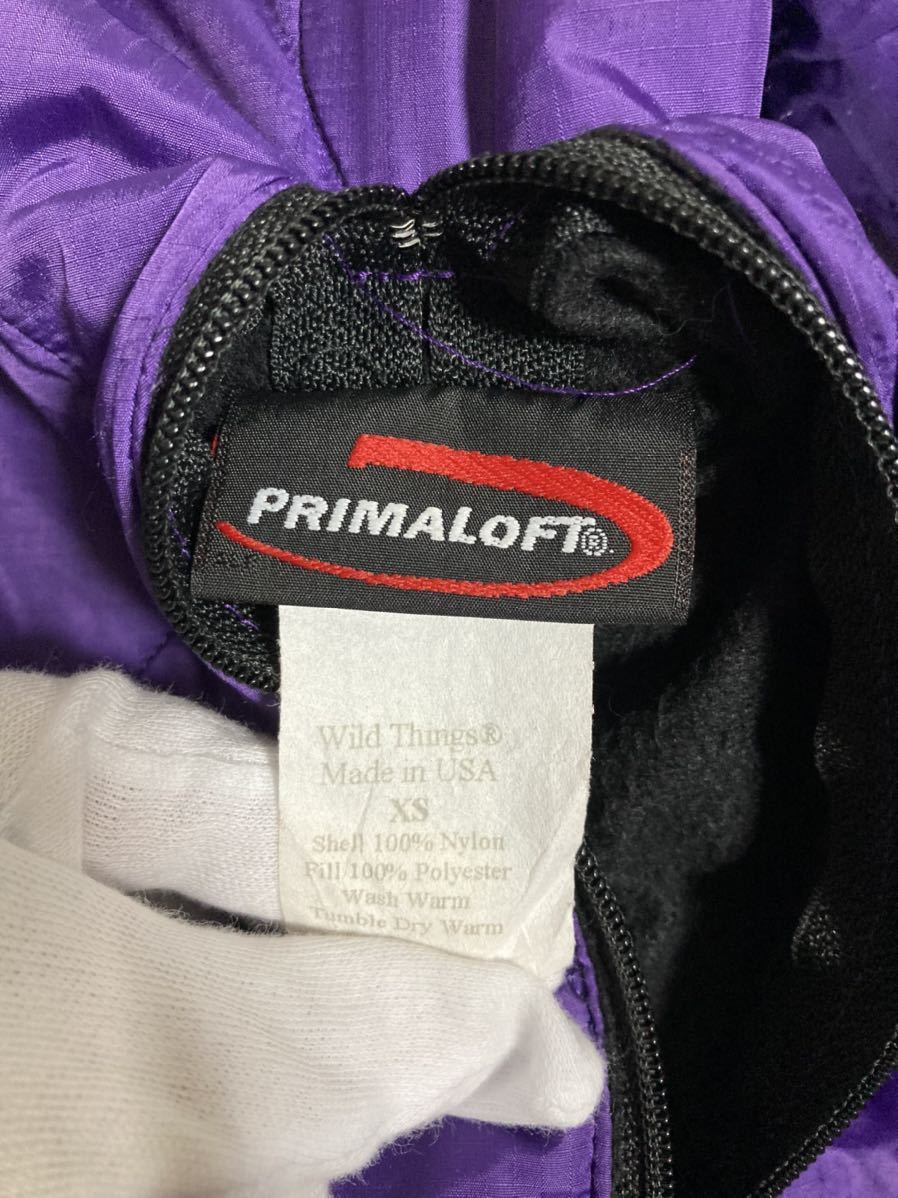 PRIMALOFT®.
Wild Things®
Made in USA
XS
Shell 100% Nylon
Fill 100% Polyester
Wash Warm
Tumble Dry Warm